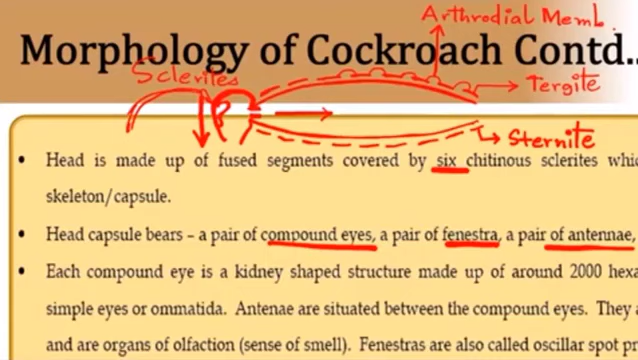 Arthrodial Memb.
Morphology of Cockroach Contd..
Sclerites
Tergite
Sternite
• Head is made up of fused segments covered by six chitinous sclerites whic
skeleton/capsule.
• Head capsule bears – a pair of compound eyes, a pair of fenestra, a pair of antennae,
• Each compound eye is a kidney shaped structure made up of around 2000 hexa
simple eyes or ommatida. Antenae are situated between the compound eyes. They a
and are organs of olfaction (sense of smell). Fenestras are also called oscillar spot pr